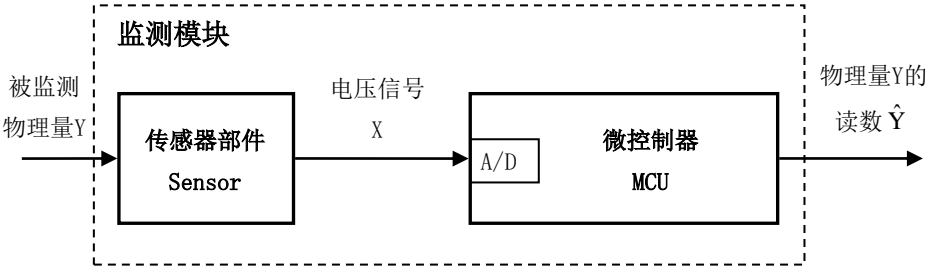 监测模块
被监测
物理量Y
传感器部件
Sensor
电压信号
X
A/D
微控制器
MCU
物理量Y的
读数 Ŷ